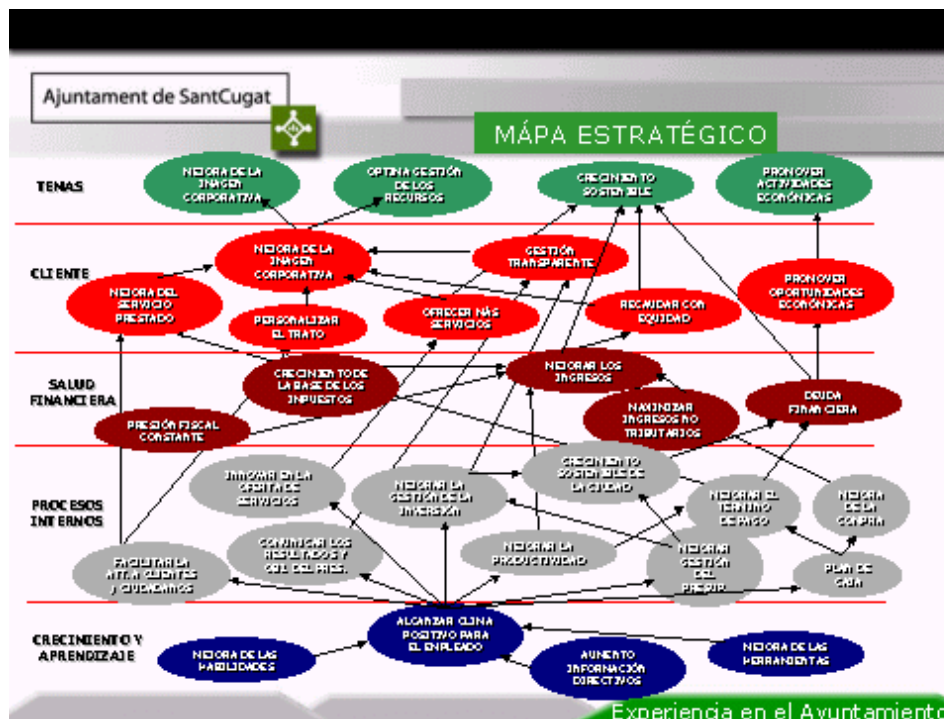 Ajuntament de SantCugat
MÁPA ESTRATÉGICO
TEMAS
MEJORA DE LA
IMAGEN
CORPORATIVA
OPTIMA GESTIÓN
DE LOS
RECURSOS
CRECIMIENTO
SOSTENIBLE
PROMOVER
ACTIVIDADES
ECONÓMICAS
CLIENTE
MEJORA DE LA
IMAGEN
CORPORATIVA
GESTIÓN
TRANSPARENTE
MEJORA DEL
SERVICIO
PRESTADO
PERSONALIZAR
EL TRATO
OFRECER MÁS
SERVICIOS
RECAUDAR CON
EQUIDAD
PROMOVER
OPORTUNIDADES
ECONÓMICAS
SALUD
FINANCIERA
CRECIMIENTO DE
LA BASE DE LOS
IMPUESTOS
MEJORAR LOS
INGRESOS
PRESIÓN FISCAL
CONSTANTE
MAXIMIZAR
INGRESOS NO
TRIBUTARIOS
DEUDA
FINANCIERA
PROCESOS
INTERNOS
INNOVAR EN LA
OFERTA DE
SERVICIOS
MEJORAR LA
GESTIÓN DE LA
INVERSIÓN
CRECIMIENTO
SOSTENIBLE DE
LA CIUDAD
MEJORAR EL
TERMINO
DE PAGO
MEJORA
DE LA
COMPRA
FACILITAR LA
ATT.A CLIENTES
y CIUDADANOS
COMUNICAR LOS
RESULTADOS Y
OBJ. DEL PRES.
MEJORAR LA
PRODUCTIVIDAD
MEJORAR
GESTIÓN
DEL
PRESUP.
PLAN DE
CAJA
CRECIMIENTO Y
APRENDIZAJE
ALCANZAR CLIMA
POSITIVO PARA
EL EMPLEADO
MEJORA DE LAS
HABILIDADES
AUMENTO
INFORMACIÓN
DIRECTIVOS
MEJORA DE LAS
HERRAMIENTAS
Experiencia en el Ayuntamiento